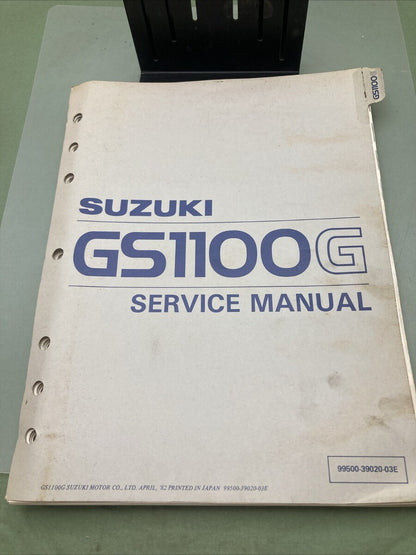 GS1100G
SUZUKI
GS1100G
SERVICE MANUAL
99500-39020-03E
GS1100G SUZUKI MOTOR CO., LTD. APRIL, '82 PRINTED IN JAPAN 99500-39020-03E